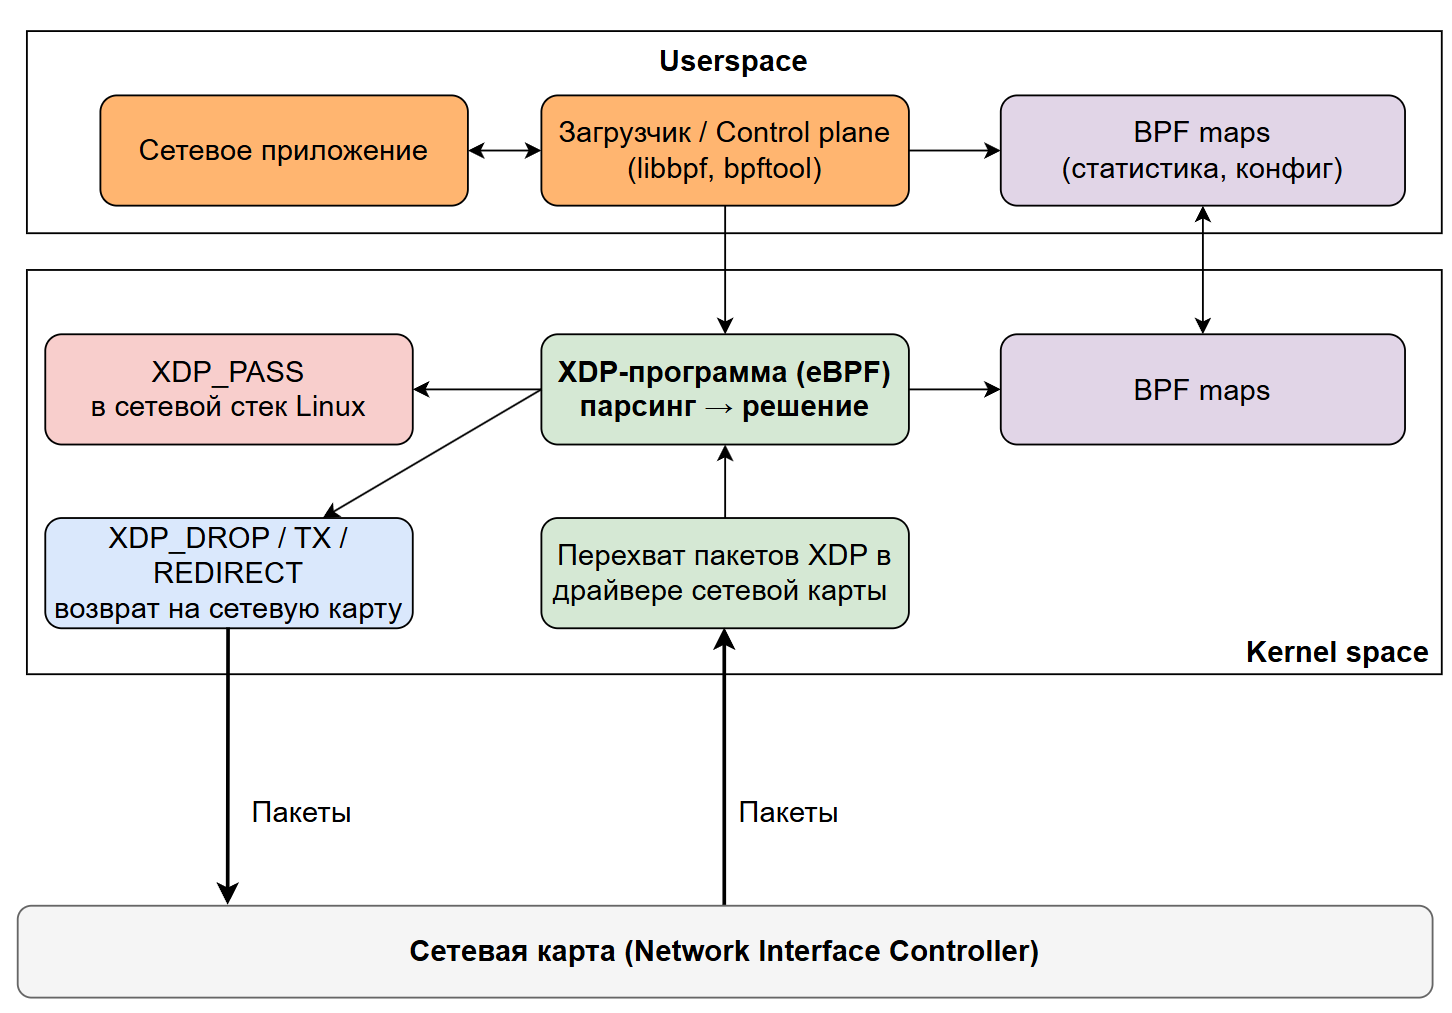 Userspace
Сетевое приложение
Загрузчик / Control plane
(libbpf, bpftool)
BPF maps
(статистика, конфиг)
XDP_PASS
в сетевой стек Linux
XDP-программа (eBPF)
парсинг → решение
BPF maps
XDP_DROP / TX /
REDIRECT
возврат на сетевую карту
Перехват пакетов XDP в
драйвере сетевой карты
Kernel space
Пакеты
Пакеты
Сетевая карта (Network Interface Controller)